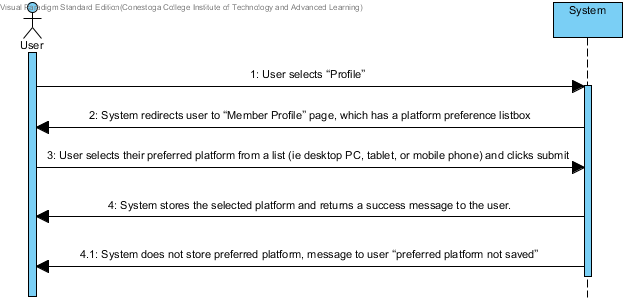 Visual Paradigm Standard Edition(Conestoga College Institute of Technology and Advanced Learning)
System
User
1: User selects “Profile”
2: System redirects user to “Member Profile” page, which has a platform preference listbox
3: User selects their preferred platform from a list (ie desktop PC, tablet, or mobile phone) and clicks submit
4: System stores the selected platform and returns a success message to the user.
4.1: System does not store preferred platform, message to user “preferred platform not saved”